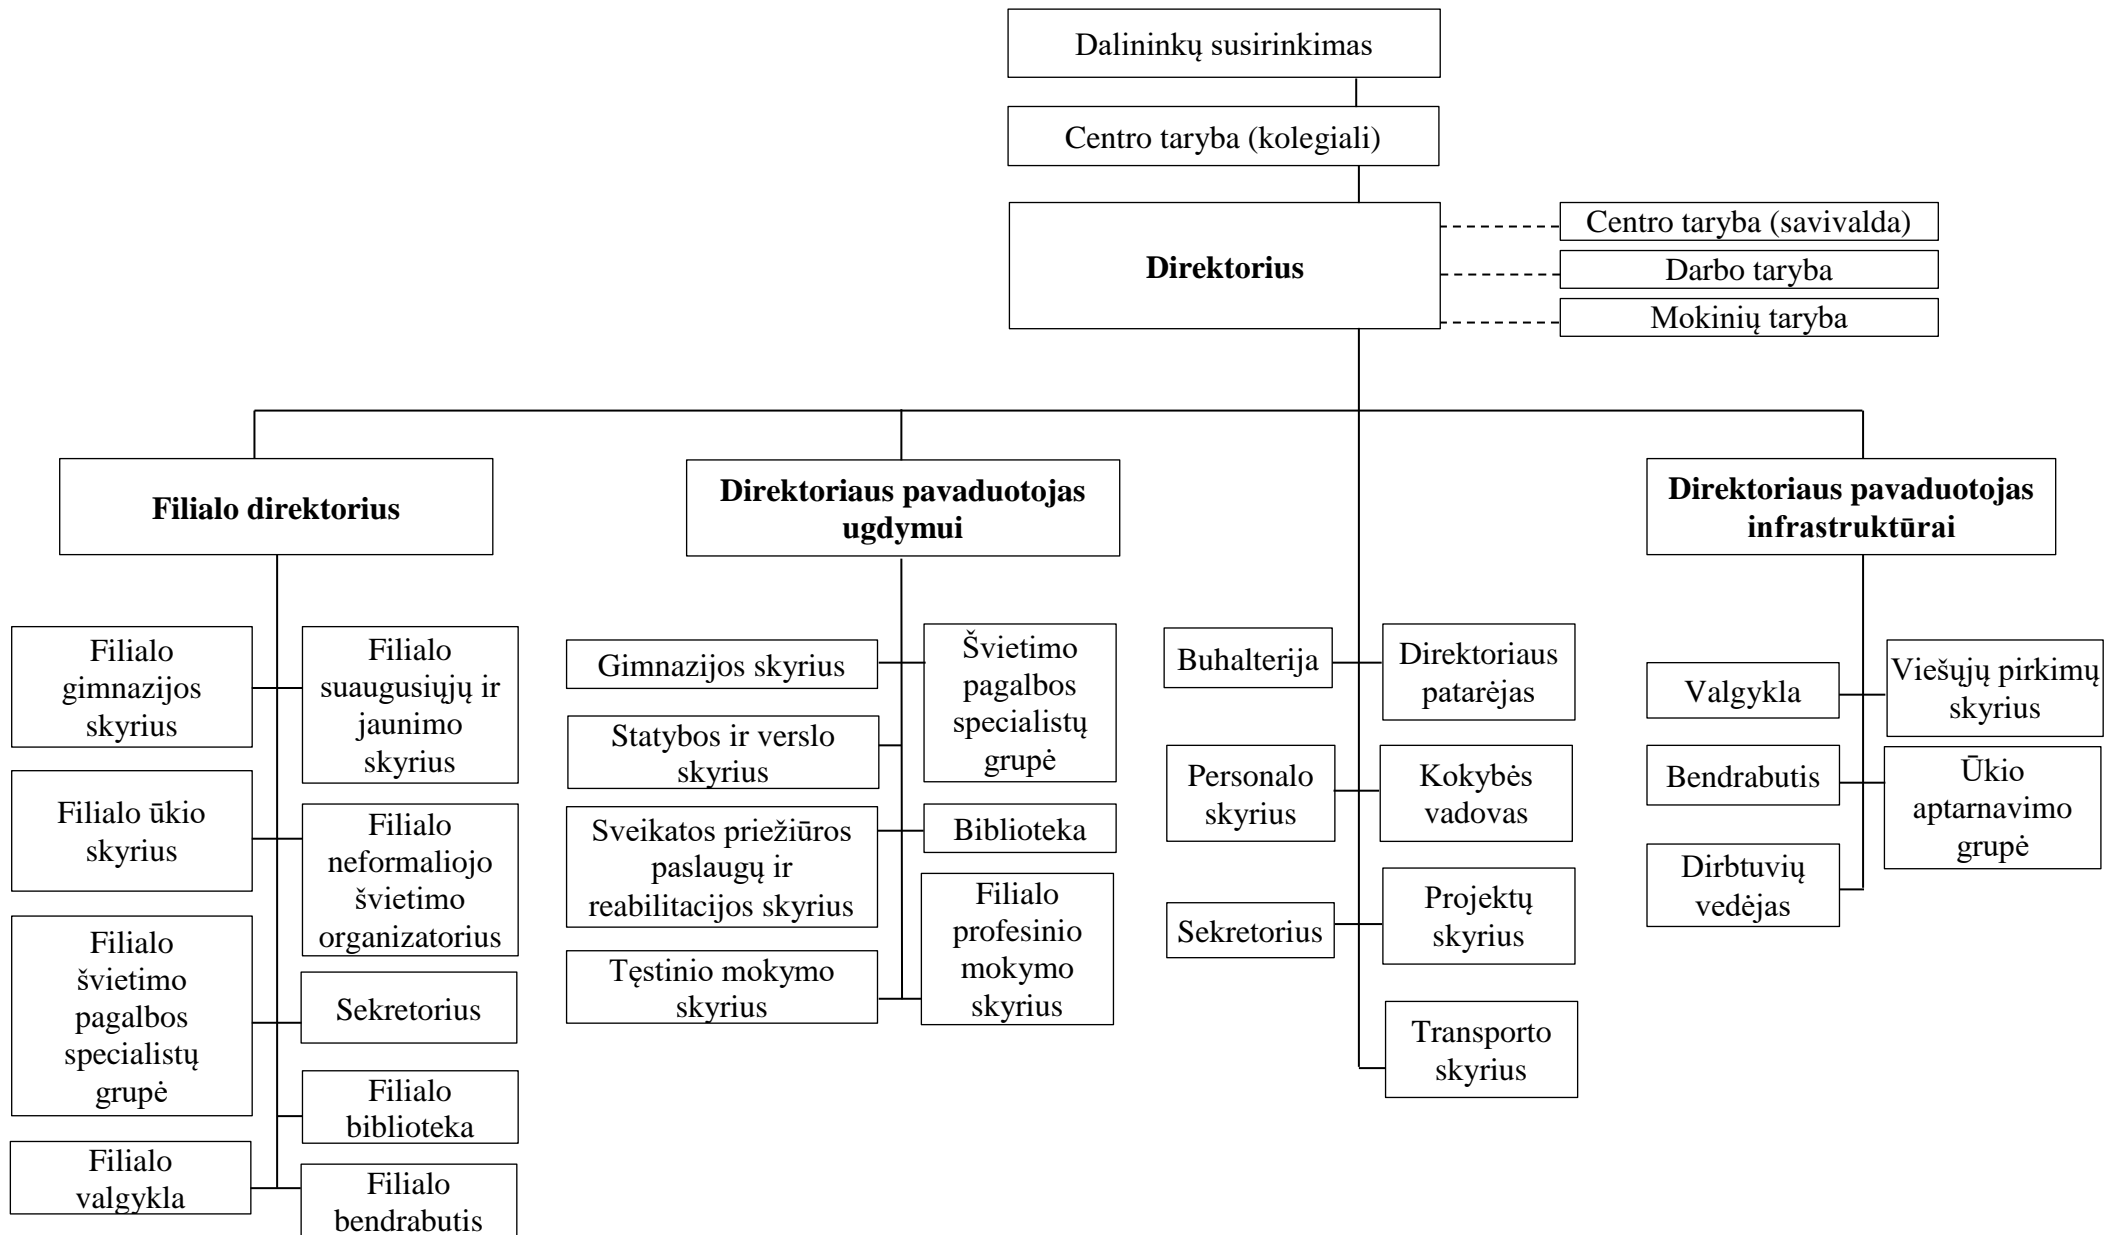 Dalininkų susirinkimas
Centro taryba (kolegiali)
Direktorius
Centro taryba (savivalda)
Darbo taryba
Mokinių taryba
Filialo direktorius
Direktoriaus pavaduotojas
ugdymui
Direktoriaus pavaduotojas
infrastruktūrai
Filialo
gimnazijos
skyrius
Filialo
suaugusiųjų ir
jaunimo
skyrius
Filialo ūkio
skyrius
Filialo
neformaliojo
švietimo
organizatorius
Filialo
švietimo
pagalbos
specialistų
grupė
Sekretorius
Filialo
biblioteka
Filialo
valgykla
Filialo
bendrabutis
Gimnazijos skyrius
Švietimo
pagalbos
specialistų
grupė
Statybos ir verslo
skyrius
Sveikatos priežiūros
paslaugų ir
reabilitacijos skyrius
Biblioteka
Tęstinio mokymo
skyrius
Filialo
profesinio
mokymo
skyrius
Buhalterija
Direktoriaus
patarėjas
Personalo
skyrius
Kokybės
vadovas
Sekretorius
Projektų
skyrius
Transporto
skyrius
Valgykla
Viešųjų pirkimų
skyrius
Bendrabutis
Ūkio
aptarnavimo
grupė
Dirbtuvių
vedėjas